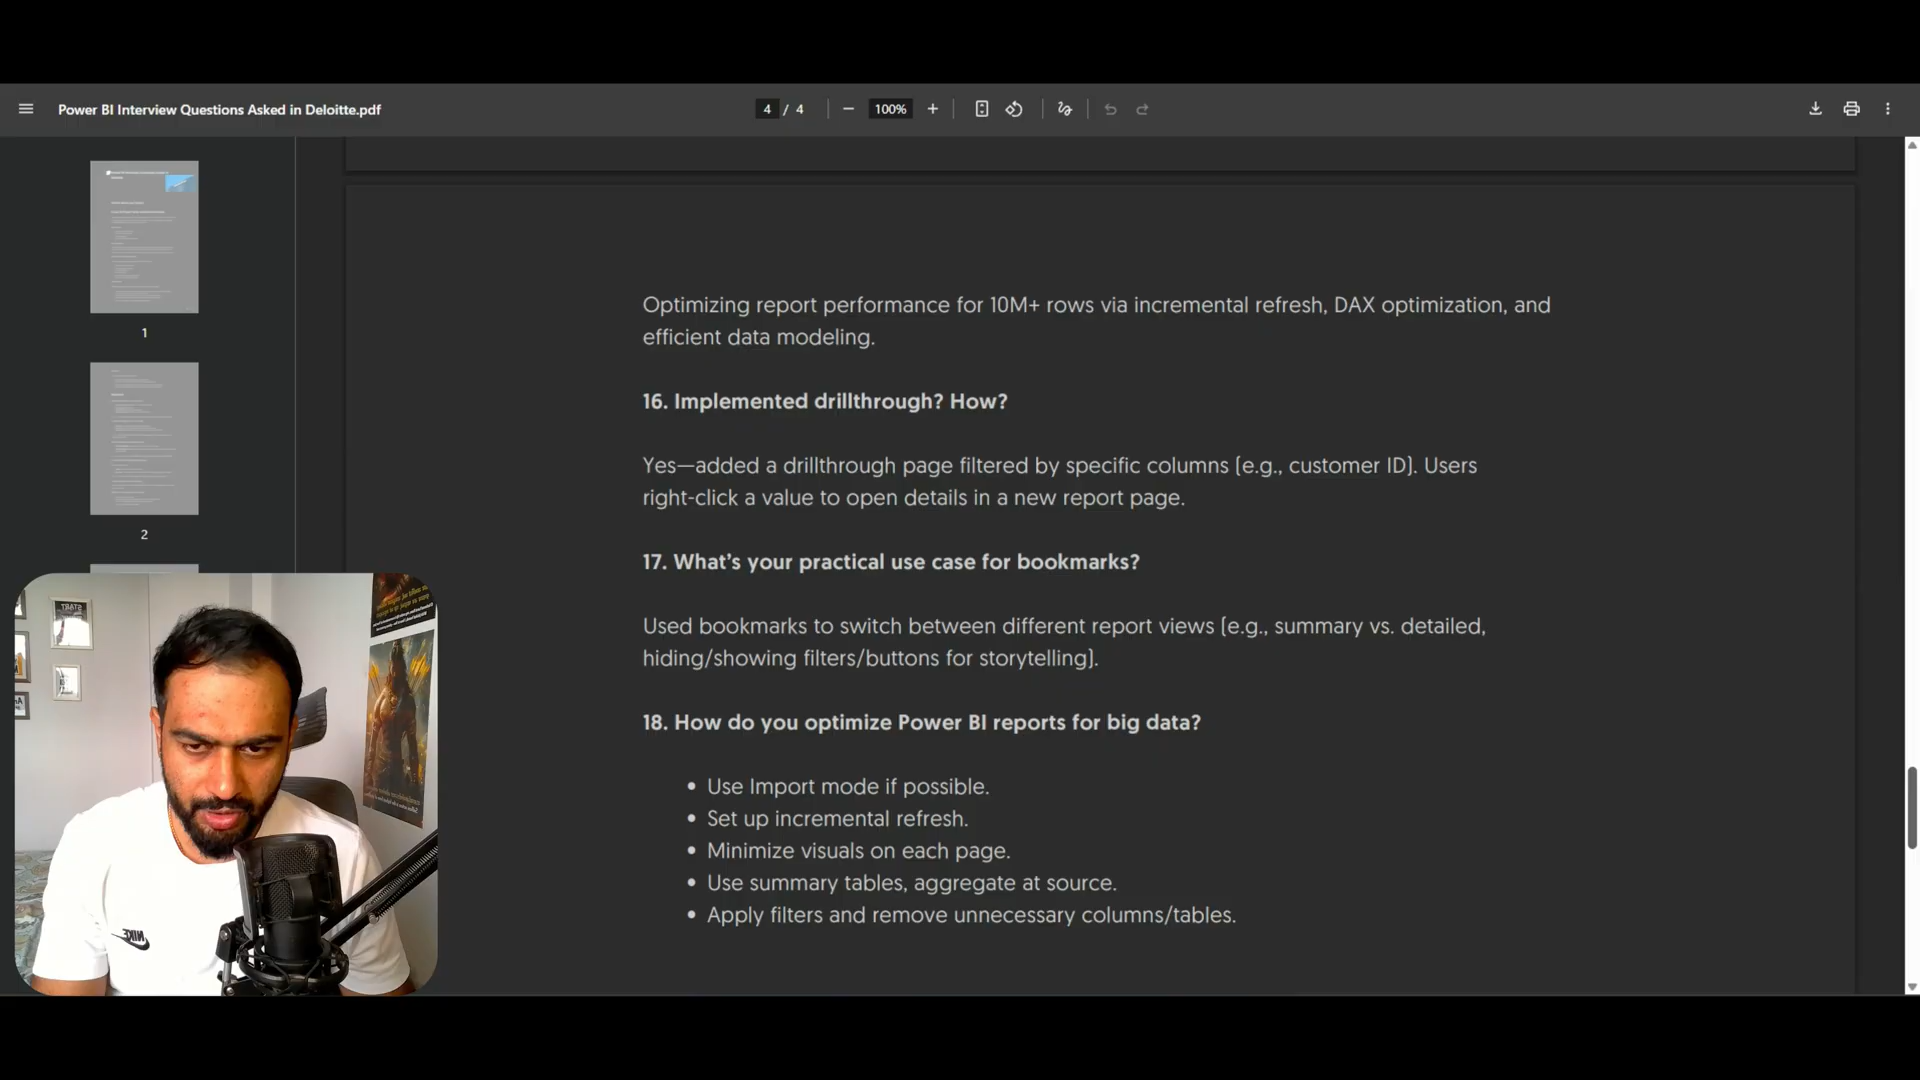 Power BI Interview Questions Asked in Deloitte.pdf
4 / 4
100%
1
2
Optimizing report performance for 10M+ rows via incremental refresh, DAX optimization, and
efficient data modeling.
16. Implemented drillthrough? How?
Yes—added a drillthrough page filtered by specific columns (e.g., customer ID). Users
right-click a value to open details in a new report page.
17. What's your practical use case for bookmarks?
Used bookmarks to switch between different report views (e.g., summary vs. detailed,
hiding/showing filters/buttons for storytelling).
18. How do you optimize Power BI reports for big data?
• Use Import mode if possible.
• Set up incremental refresh.
• Minimize visuals on each page.
• Use summary tables, aggregate at source.
• Apply filters and remove unnecessary columns/tables.
START
NIKE